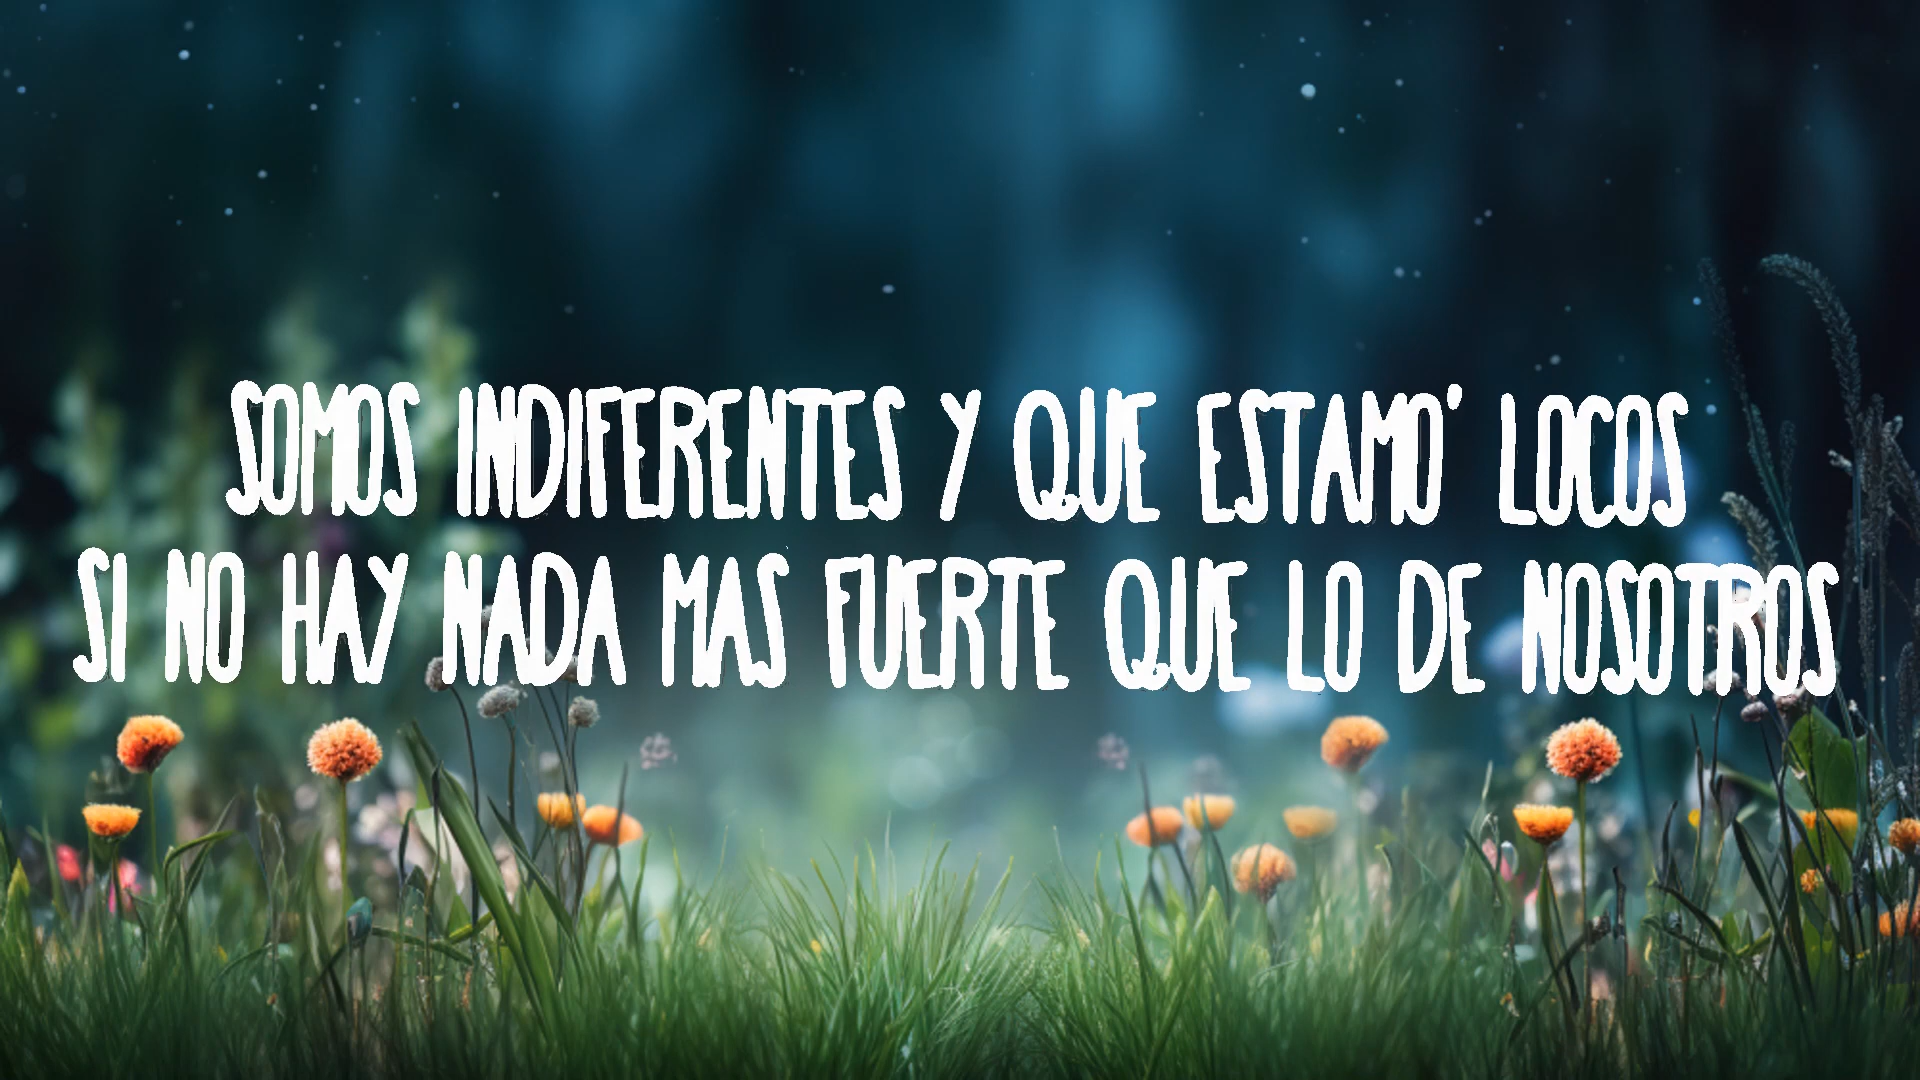 SOMOS INDIFERENTES Y QUE ESTAMO' LOCOS
SI NO HAY NADA MAS FUERTE QUE LO DE NOSOTROS